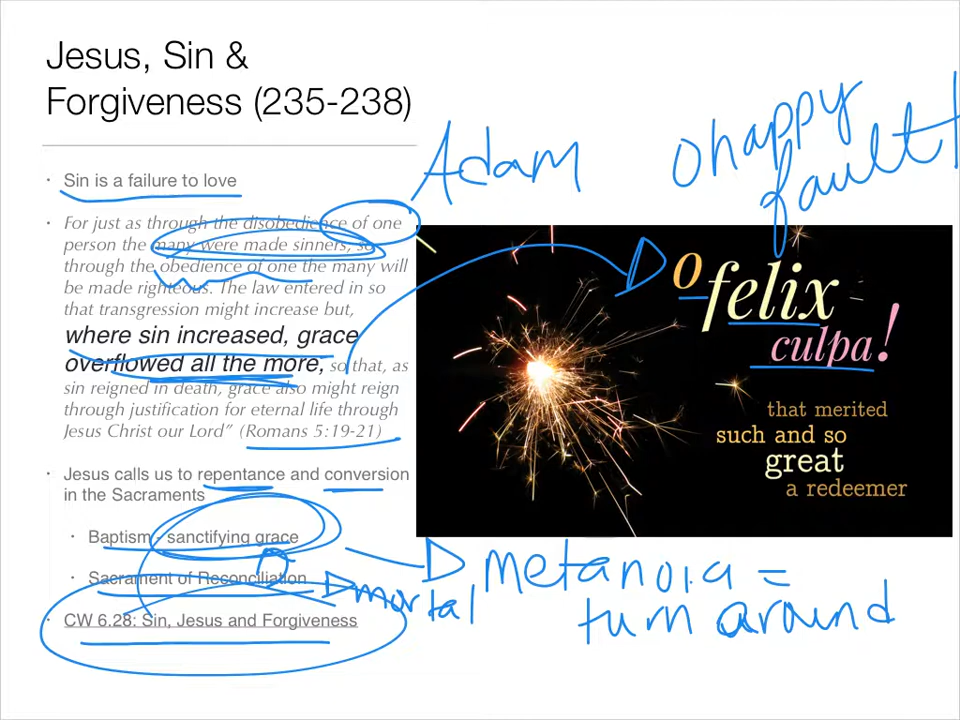 Jesus, Sin &
Forgiveness (235-238)
• Sin is a failure to love
• For just as through the disobedience of one
person the many were made sinners, so
through the obedience of one the many will
be made righteous. The law entered in so
that transgression might increase but,
where sin increased, grace
overflowed all the more, so that, as
sin reigned in death, grace also might reign
through justification for eternal life through
Jesus Christ our Lord” (Romans 5:19-21)
• Jesus calls us to repentance and conversion
in the Sacraments
• Baptism - sanctifying grace
• Sacrament of Reconciliation
• CW 6.28: Sin, Jesus and Forgiveness
Adam
O happy
fault!
o felix
culpa!
that merited
such and so
great
a redeemer
metanoia =
turn around
mortal